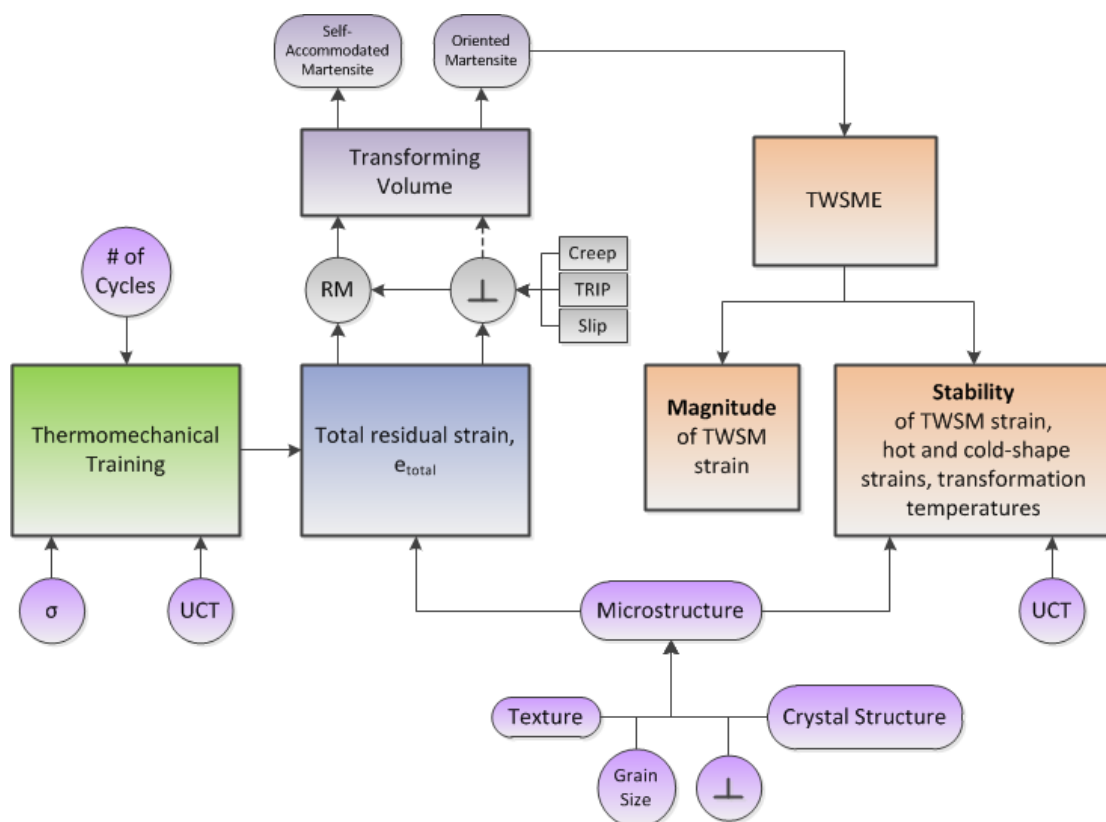 Self-
Accommodated
Martensite
Oriented
Martensite
Transforming
Volume
TWSME
# of
Cycles
RM
⊥
Creep
TRIP
Slip
Thermomechanical
Training
Total residual strain,
e_total
Magnitude
of TWSM
strain
Stability
of TWSM strain,
hot and cold-shape
strains, transformation
temperatures
σ
UCT
Microstructure
UCT
Texture
Crystal Structure
Grain
Size
⊥